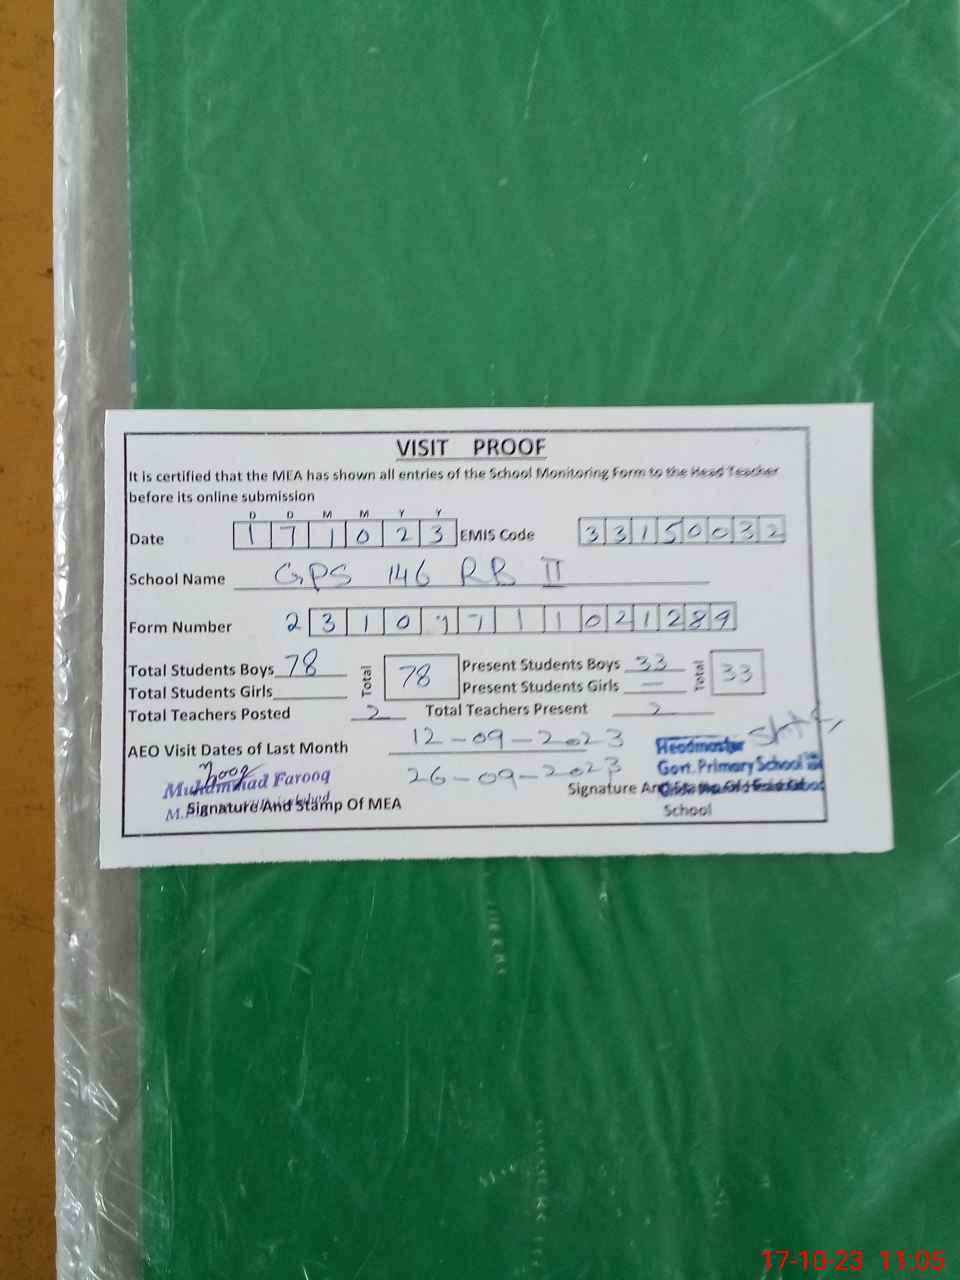 VISIT PROOF
It is certified that the MEA has shown all entries of the School Monitoring Form to the Head Teacher
before its online submission
D D M M Y Y
Date 1 7 1 0 2 3 EMIS Code 3 3 1 5 0 0 3 2
School Name GPS 146 RB II
Form Number 2 3 1 0 1 7 1 1 0 2 1 2 8 9
Total Students Boys 78 Total 78 Present Students Boys 33 Total 33
Total Students Girls Present Students Girls —
Total Teachers Posted 2 Total Teachers Present 2
AEO Visit Dates of Last Month 12-09-2023
26-09-2023
Headmaster
Govt. Primary School
Muhammad Farooq
Signature And Stamp Of MEA
Signature And Stamp Of Head Of
School
17-10-23 11:05